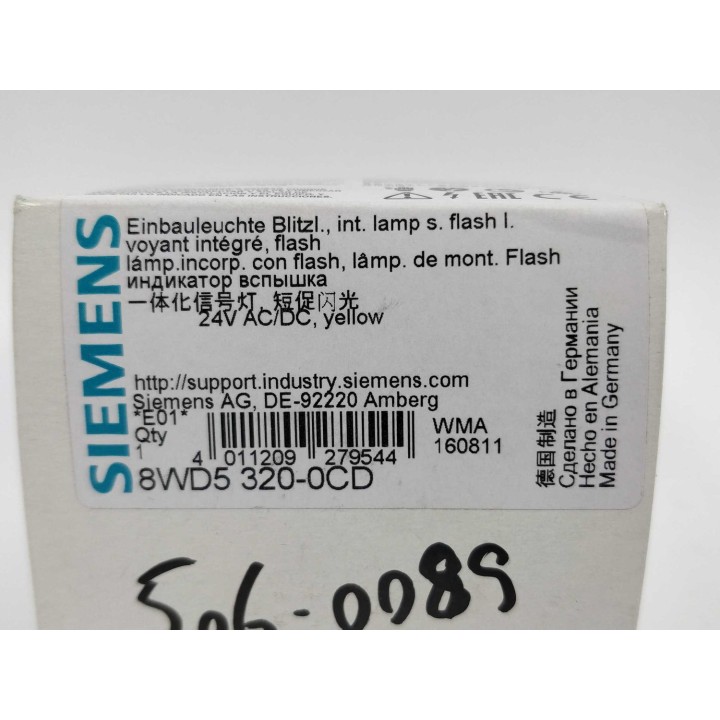 SIEMENS
Einbauleuchte Blitzl., int. lamp s. flash l.
voyant intégré, flash
lámp.incorp. con flash, lâmp. de mont. Flash
индикатор вспышка
一体化信号灯, 短促闪光
24V AC/DC, yellow
http://support.industry.siemens.com
Siemens AG, DE-92220 Amberg
*E01*
Qty
1
4 011209 279544
WMA
160811
8WD5 320-0CD
德国制造
Сделано в Германии
Hecho en Alemania
Made in Germany
EAC CE